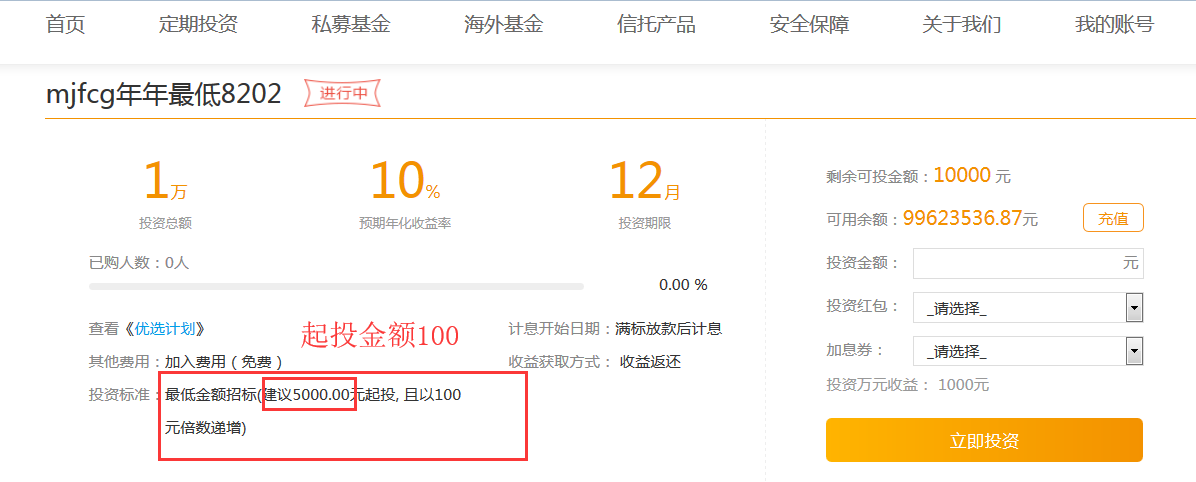 首页 定期投资 私募基金 海外基金 信托产品 安全保障 关于我们 我的账号
mjfcg年年最低8202 进行中
1万 10% 12月
投资总额 预期年化收益率 投资期限
已购人数：0人
0.00 %
查看《优选计划》 起投金额100 计息开始日期：满标放款后计息
其他费用：加入费用（免费） 收益获取方式： 收益返还
投资标准：最低金额招标(建议5000.00元起投, 且以100
元倍数递增)
剩余可投金额：10000 元
可用余额：99623536.87元 充值
投资金额： 元
投资红包： _请选择_
加息券： _请选择_
投资万元收益： 1000元
立即投资